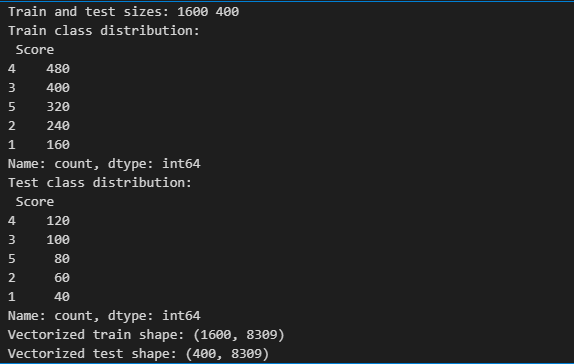 Train and test sizes: 1600 400
Train class distribution:
 Score
4    480
3    400
5    320
2    240
1    160
Name: count, dtype: int64
Test class distribution:
 Score
4    120
3    100
5     80
2     60
1     40
Name: count, dtype: int64
Vectorized train shape: (1600, 8309)
Vectorized test shape: (400, 8309)